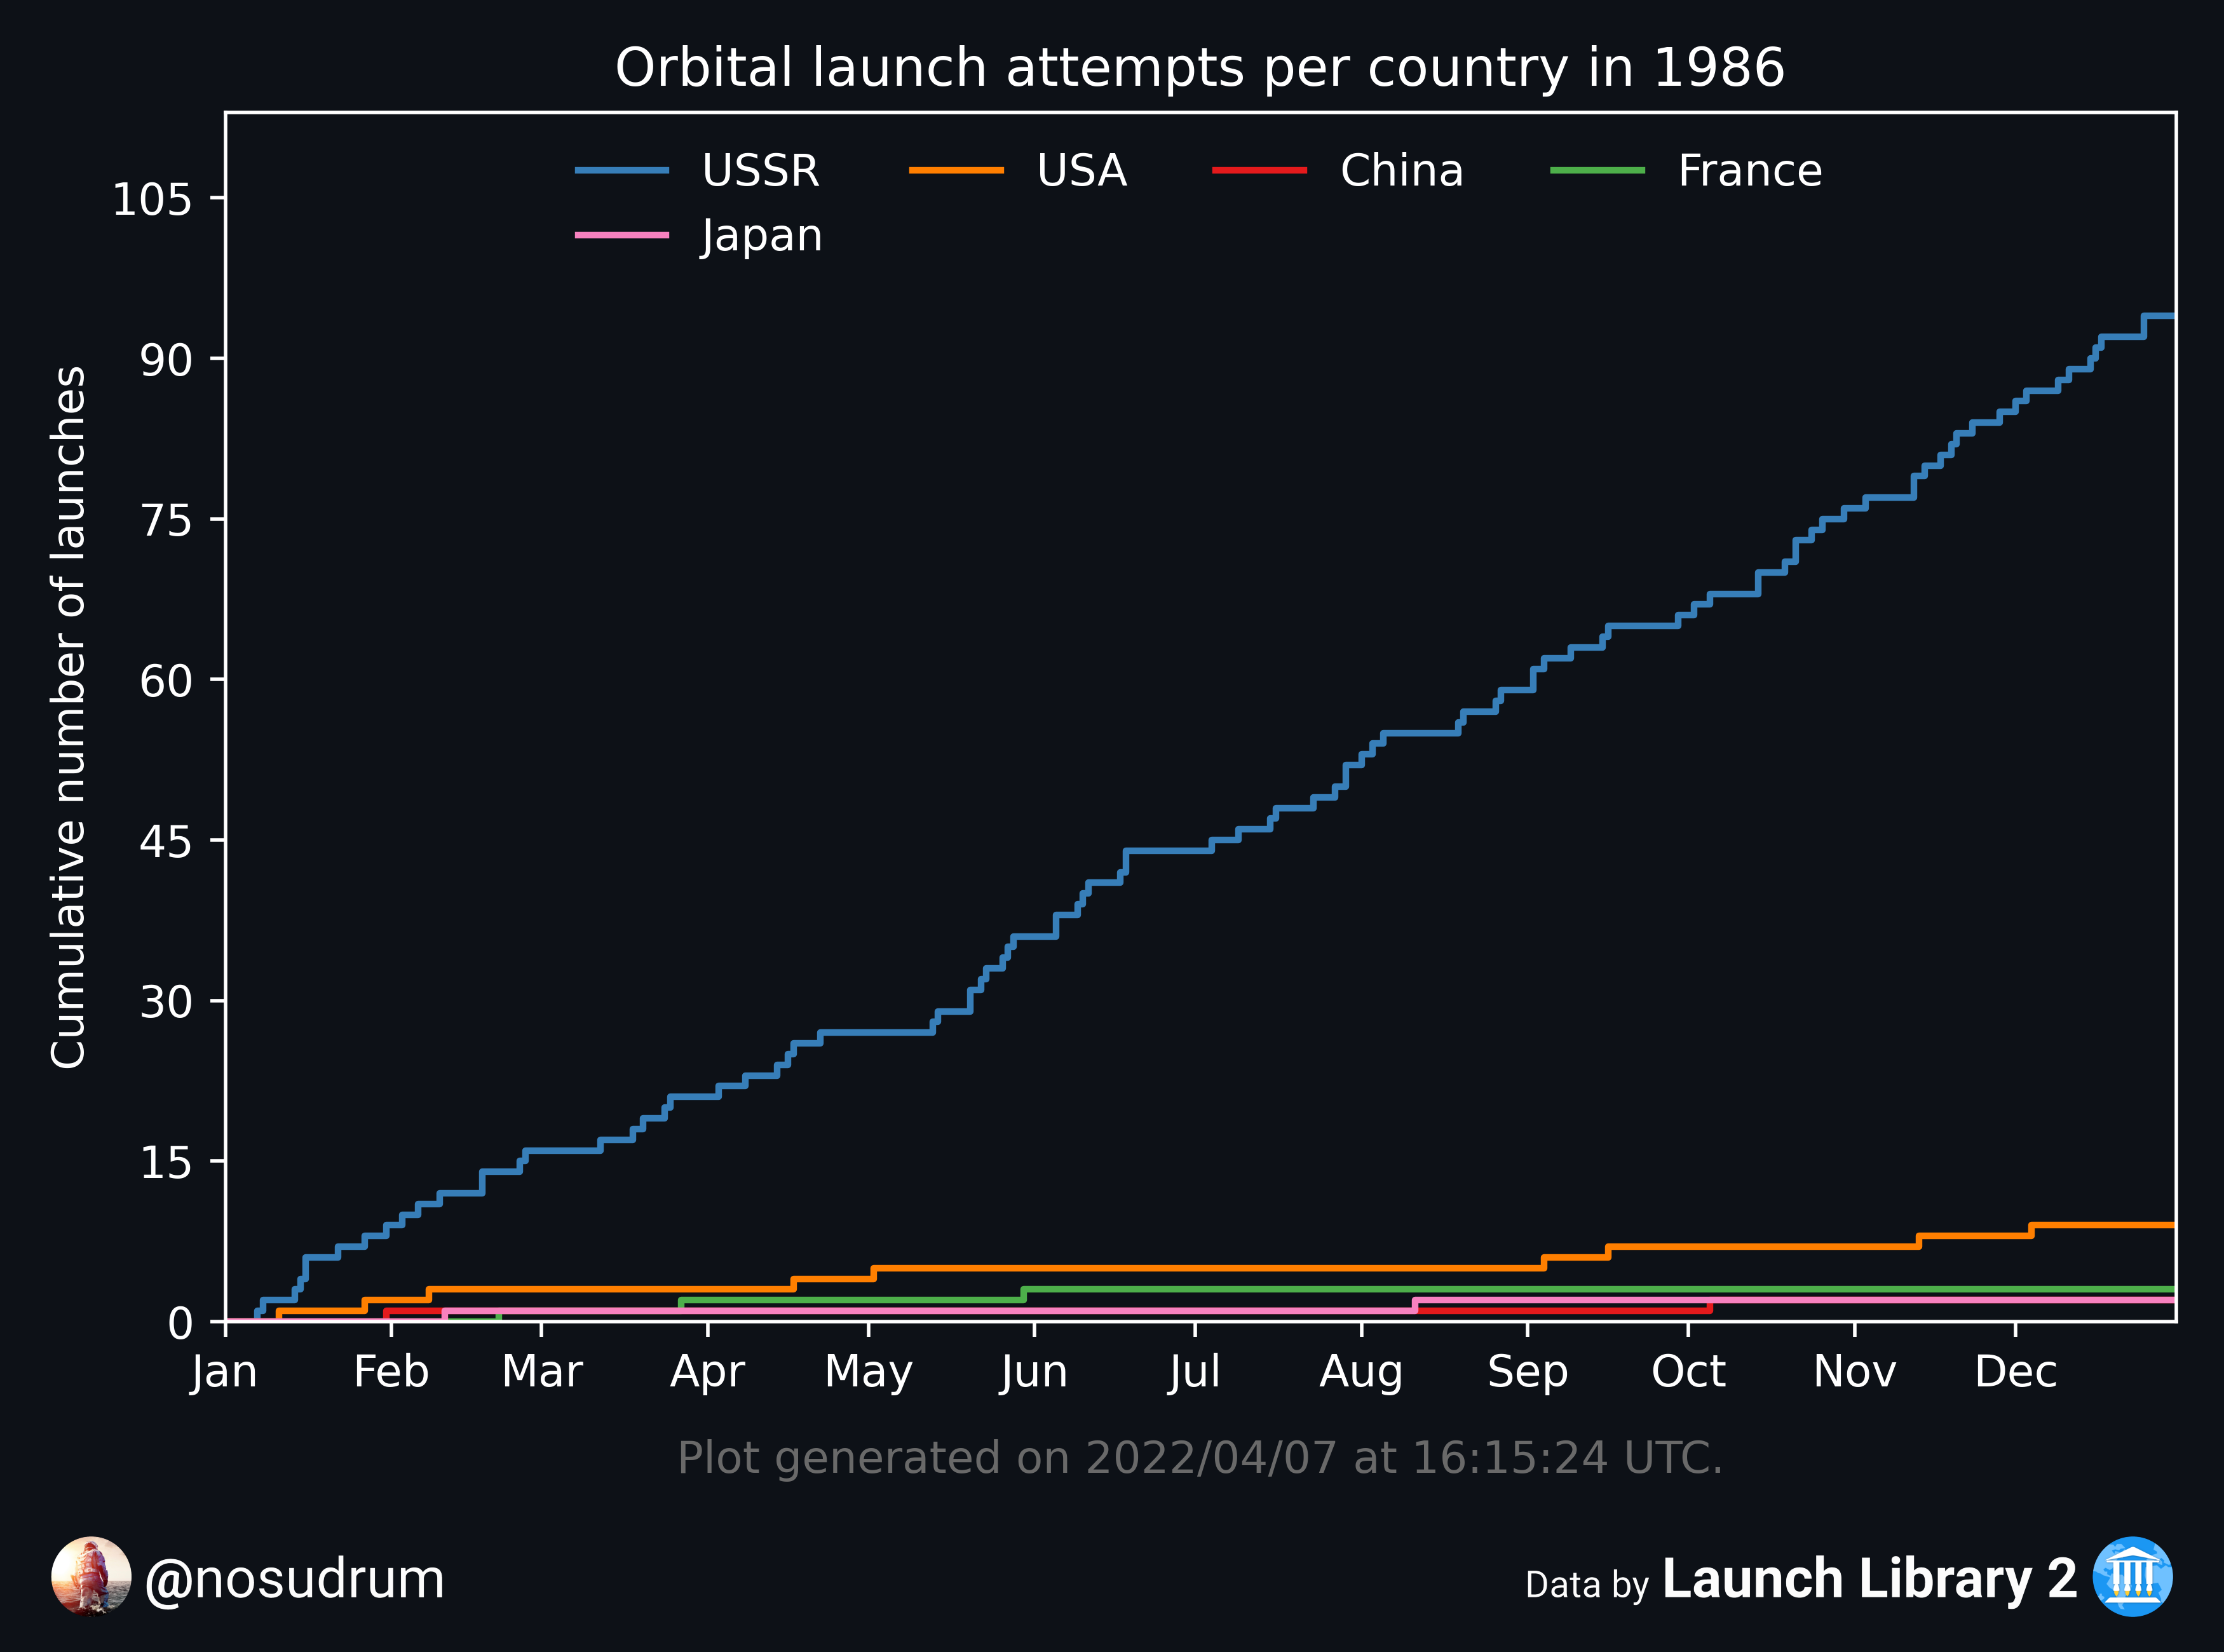 Orbital launch attempts per country in 1986
USSR USA China France
Japan
Cumulative number of launches
105
90
75
60
45
30
15
0
Jan Feb Mar Apr May Jun Jul Aug Sep Oct Nov Dec
Plot generated on 2022/04/07 at 16:15:24 UTC.
@nosudrum
Data by Launch Library 2